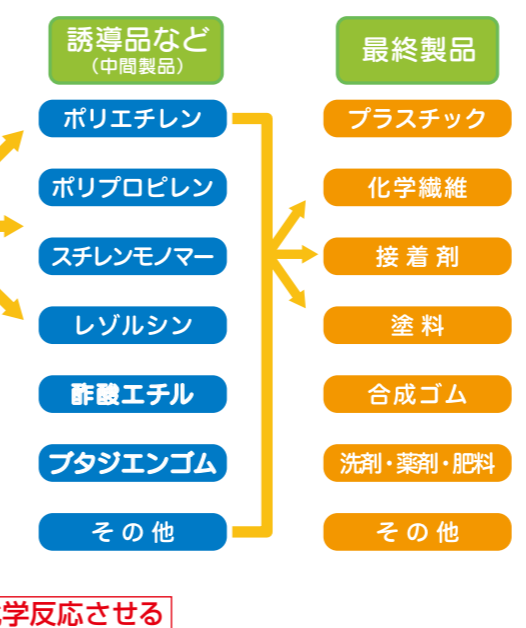 誘導品など
（中間製品）
ポリエチレン
ポリプロピレン
スチレンモノマー
レゾルシン
酢酸エチル
ブタジエンゴム
その他
最終製品
プラスチック
化学繊維
接着剤
塗料
合成ゴム
洗剤・薬剤・肥料
その他
学反応させる